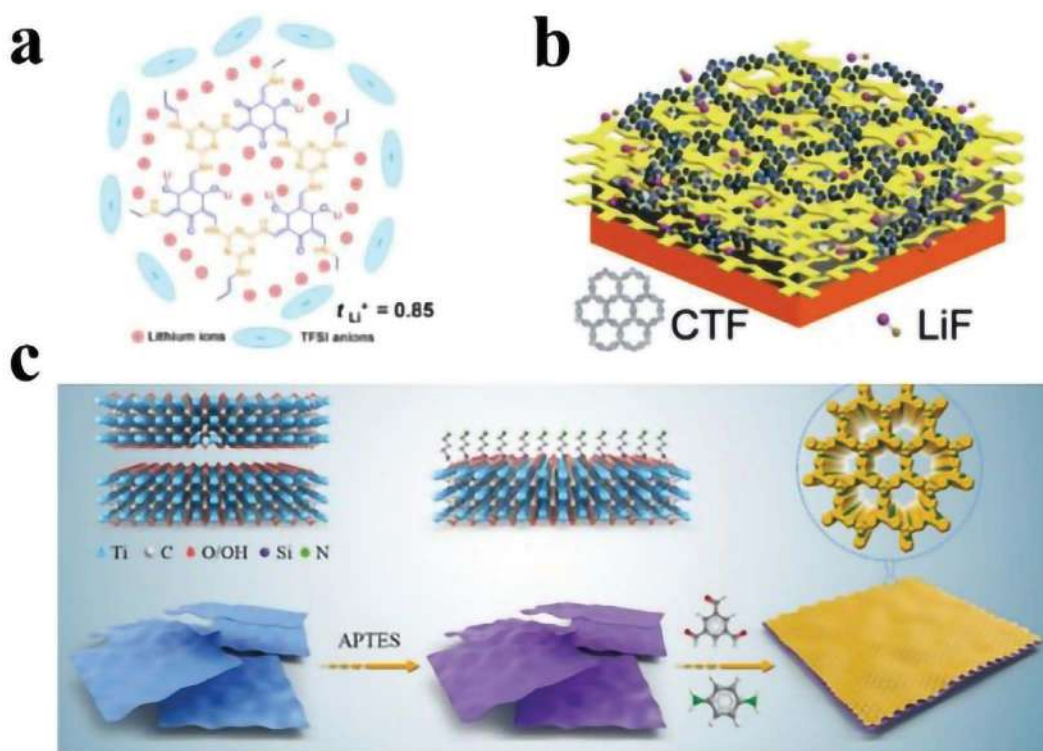 a
t Li+ = 0.85
Lithium ions TFSI anions
b
CTF LiF
c
Ti C O/OH Si N
APTES